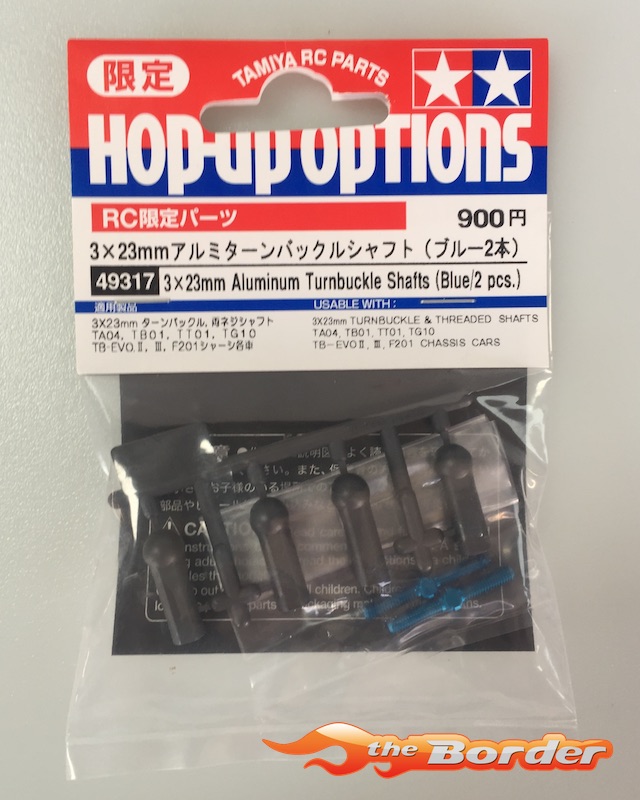 限定
TAMIYA RC PARTS
HOP-UP OPTIONS
RC限定パーツ
900円
3×23mmアルミターンバックルシャフト（ブルー2本）
49317 3×23mm Aluminum Turnbuckle Shafts (Blue/2 pcs.)
適用製品
3X23mm ターンバックル, 両ネジシャフト
TA04, TB01, TT01, TG10
TB-EVO.Ⅱ, Ⅲ, F201シャーシ各車
USABLE WITH :
3X23mm TURNBUCKLE & THREADED SHAFTS
TA04, TB01, TT01, TG10
TB-EVOⅡ, Ⅲ, F201 CHASSIS CARS
CAUTION
children.
the Border